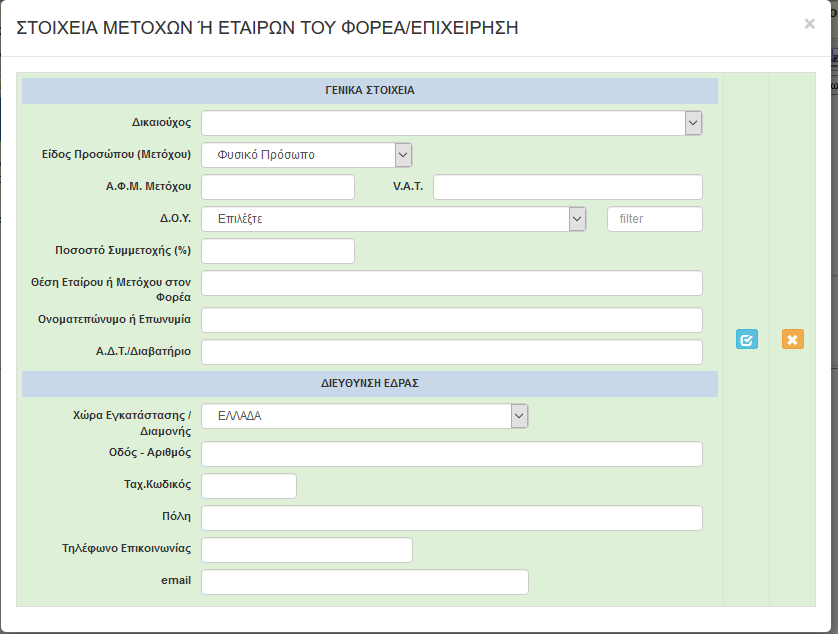 ΣΤΟΙΧΕΙΑ ΜΕΤΟΧΩΝ Ή ΕΤΑΙΡΩΝ ΤΟΥ ΦΟΡΕΑ/ΕΠΙΧΕΙΡΗΣΗ
ΓΕΝΙΚΑ ΣΤΟΙΧΕΙΑ
Δικαιούχος
Είδος Προσώπου (Μετόχου) Φυσικό Πρόσωπο
Α.Φ.Μ. Μετόχου V.A.T.
Δ.Ο.Υ. Επιλέξτε filter
Ποσοστό Συμμετοχής (%)
Θέση Εταίρου ή Μετόχου στον
Φορέα
Ονοματεπώνυμο ή Επωνυμία
Α.Δ.Τ./Διαβατήριο
ΔΙΕΥΘΥΝΣΗ ΕΔΡΑΣ
Χώρα Εγκατάστασης / ΕΛΛΑΔΑ
Διαμονής
Οδός - Αριθμός
Ταχ.Κωδικός
Πόλη
Τηλέφωνο Επικοινωνίας
email